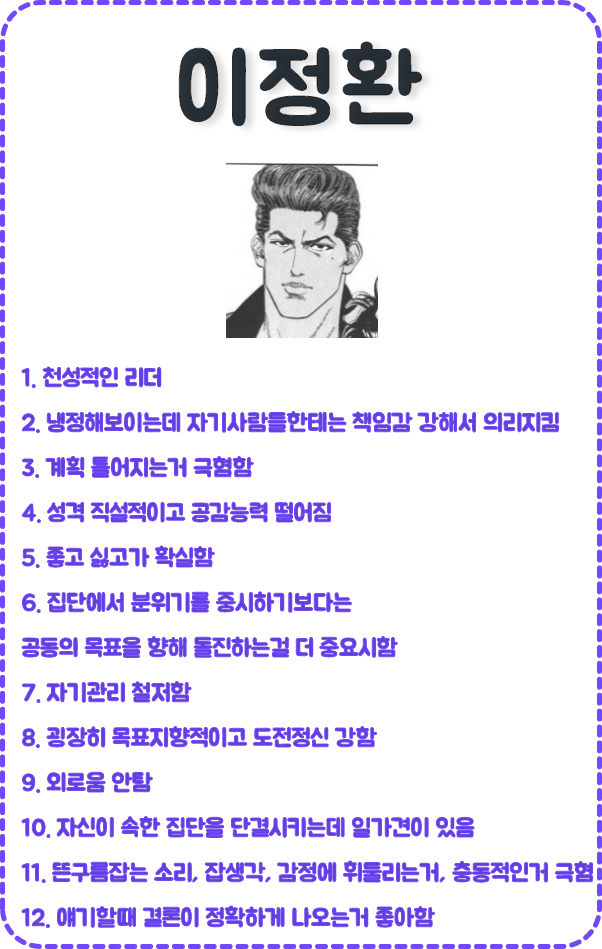 이정환
1. 천성적인 리더
2. 냉정해보이는데 자기사람들한테는 책임감 강해서 의리지킴
3. 계획 틀어지는거 극혐함
4. 성격 직설적이고 공감능력 떨어짐
5. 좋고 싫고가 확실함
6. 집단에서 분위기를 중시하기보다는
공동의 목표을 향해 돌진하는걸 더 중요시함
7. 자기관리 철저함
8. 굉장히 목표지향적이고 도전정신 강함
9. 외로움 안탐
10. 자신이 속한 집단을 단결시키는데 일가견이 있음
11. 뜬구름잡는 소리, 잡생각, 감정에 휘둘리는거, 충동적인거 극혐
12. 얘기할때 결론이 정확하게 나오는거 좋아함